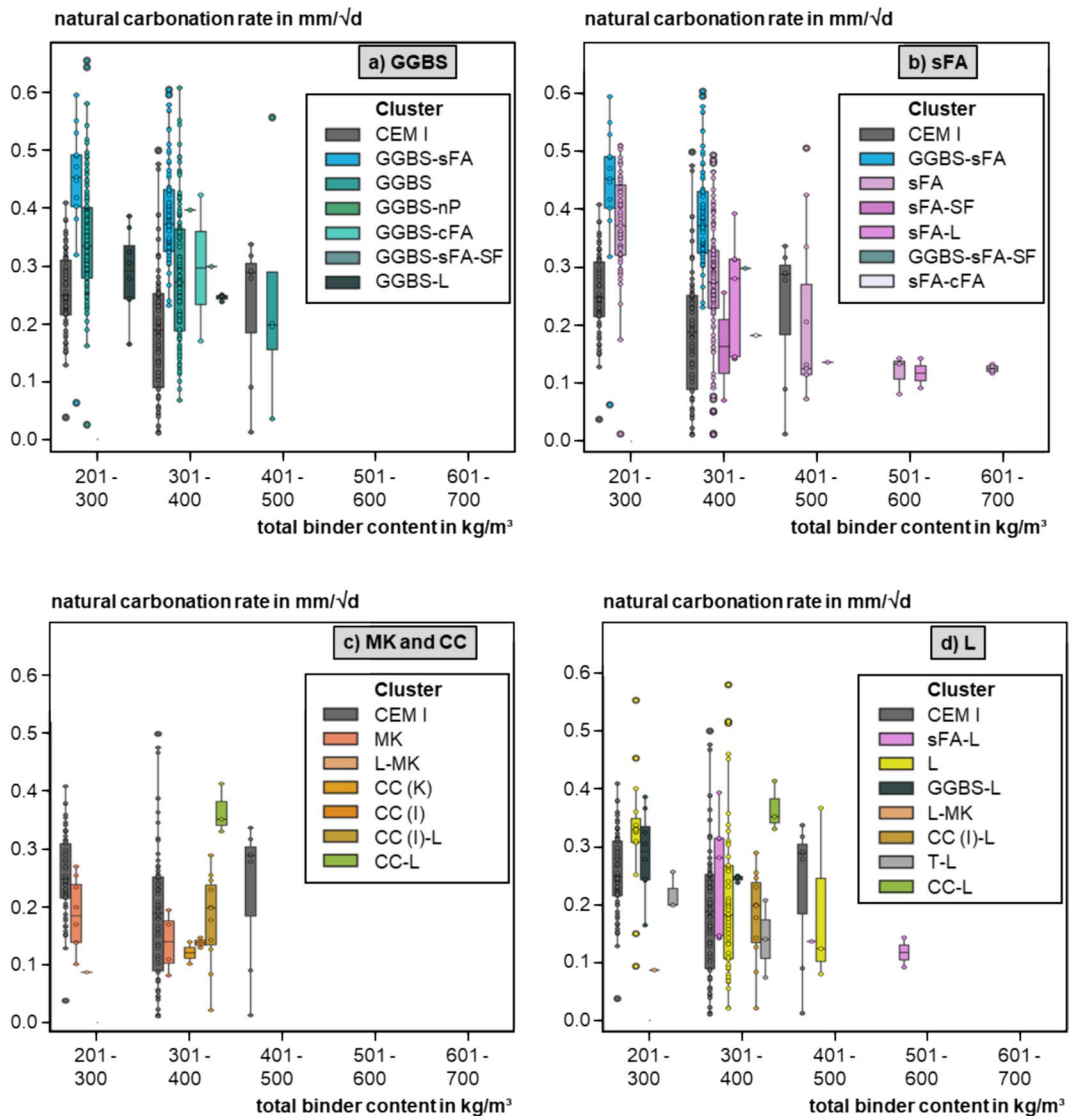 natural carbonation rate in mm/√d
a) GGBS
0.6
0.5
0.4
0.3
0.2
0.1
0.0
Cluster
CEM I
GGBS-sFA
GGBS
GGBS-nP
GGBS-cFA
GGBS-sFA-SF
GGBS-L
201 - 300
301 - 400
401 - 500
501 - 600
601 - 700
total binder content in kg/m³
natural carbonation rate in mm/√d
b) sFA
0.6
0.5
0.4
0.3
0.2
0.1
0.0
Cluster
CEM I
GGBS-sFA
sFA
sFA-SF
sFA-L
GGBS-sFA-SF
sFA-cFA
201 - 300
301 - 400
401 - 500
501 - 600
601 - 700
total binder content in kg/m³
natural carbonation rate in mm/√d
c) MK and CC
0.6
0.5
0.4
0.3
0.2
0.1
0.0
Cluster
CEM I
MK
L-MK
CC (K)
CC (I)
CC (I)-L
CC-L
201 - 300
301 - 400
401 - 500
501 - 600
601 - 700
total binder content in kg/m³
natural carbonation rate in mm/√d
d) L
0.6
0.5
0.4
0.3
0.2
0.1
0.0
Cluster
CEM I
sFA-L
L
GGBS-L
L-MK
CC (I)-L
T-L
CC-L
201 - 300
301 - 400
401 - 500
501 - 600
601 - 700
total binder content in kg/m³